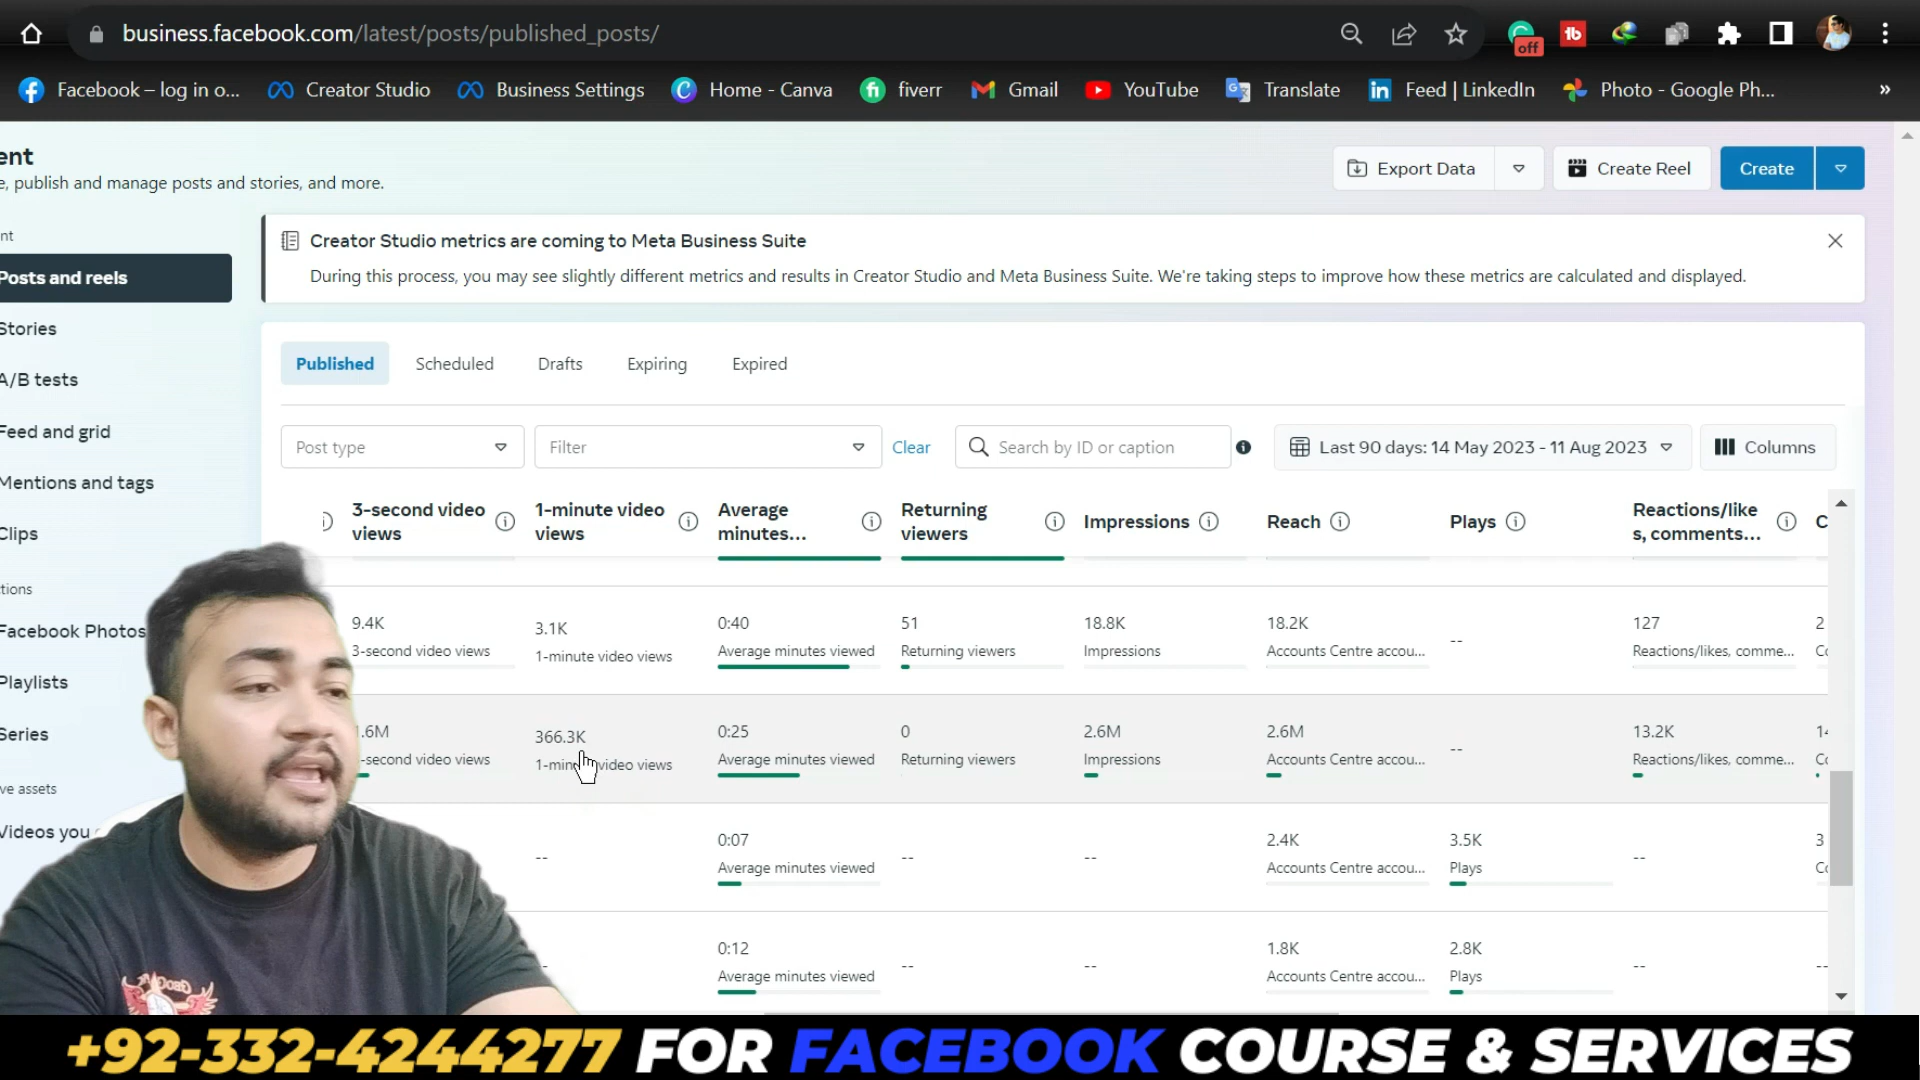 business.facebook.com/latest/posts/published_posts/
off
Facebook – log in o...
Creator Studio
Business Settings
Home - Canva
fiverr
Gmail
YouTube
Translate
Feed | LinkedIn
Photo - Google Ph...
»
ent
e, publish and manage posts and stories, and more.
Export Data
Create Reel
Create
nt
Posts and reels
Stories
A/B tests
Feed and grid
Mentions and tags
Clips
tions
Facebook Photos
Playlists
Series
ve assets
Videos you
Creator Studio metrics are coming to Meta Business Suite
During this process, you may see slightly different metrics and results in Creator Studio and Meta Business Suite. We're taking steps to improve how these metrics are calculated and displayed.
Published Scheduled Drafts Expiring Expired
Post type Filter Clear Search by ID or caption Last 90 days: 14 May 2023 - 11 Aug 2023 Columns
3-second video views
1-minute video views
Average minutes...
Returning viewers
Impressions
Reach
Plays
Reactions/likes, comments...
C
9.4K 3.1K 0:40 51 18.8K 18.2K -- 127 2
3-second video views 1-minute video views Average minutes viewed Returning viewers Impressions Accounts Centre accou... Reactions/likes, comme... Co
.6M 366.3K 0:25 0 2.6M 2.6M -- 13.2K 14
-second video views 1-minu video views Average minutes viewed Returning viewers Impressions Accounts Centre accou... Reactions/likes, comme... Co
-- 0:07 -- -- 2.4K 3.5K -- 3
Average minutes viewed Accounts Centre accou... Plays Co
-- 0:12 -- -- 1.8K 2.8K -- --
Average minutes viewed Accounts Centre accou... Plays
+92-332-4244277 FOR FACEBOOK COURSE & SERVICES